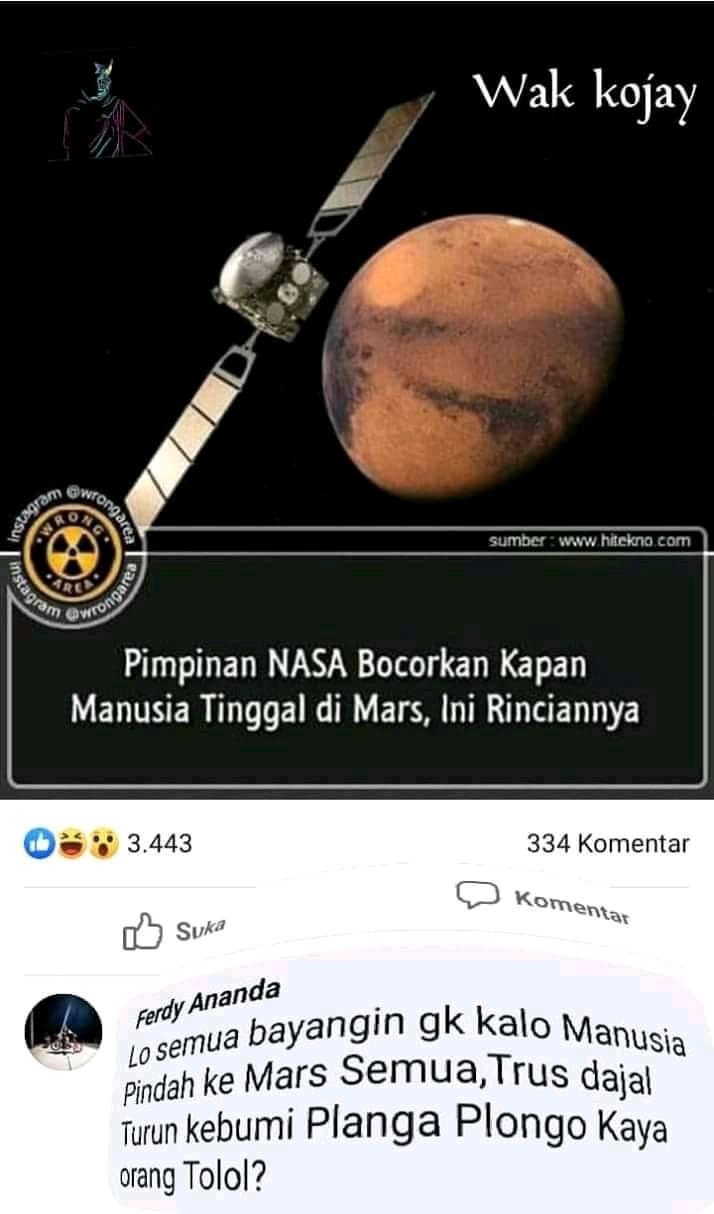 Wak kojay
instagram @wrongarea
WRONG
AREA
instagram @wrongarea
sumber : www.hitekno.com
Pimpinan NASA Bocorkan Kapan
Manusia Tinggal di Mars, Ini Rinciannya
3.443
334 Komentar
Suka
Komentar
Ferdy Ananda
Lo semua bayangin gk kalo Manusia
Pindah ke Mars Semua,Trus dajal
Turun kebumi Planga Plongo Kaya
orang Tolol?